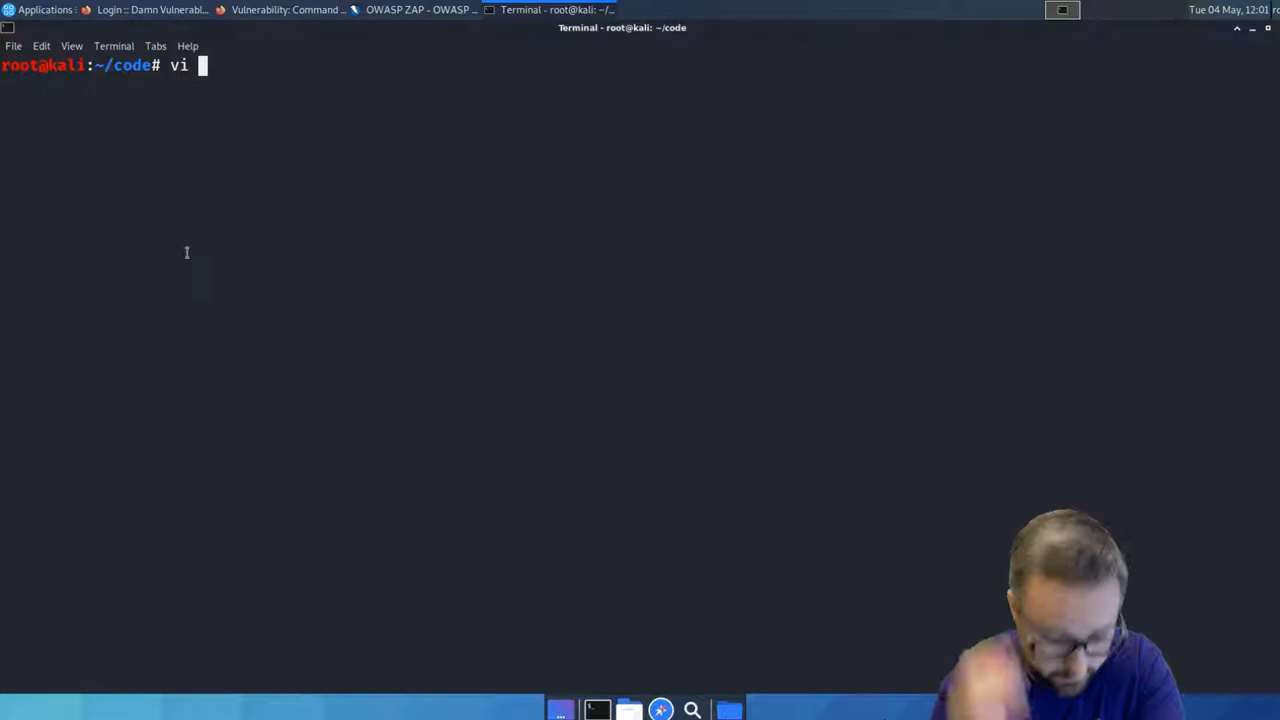 Applications
Login :: Damn Vulnerabl...
Vulnerability: Command ...
OWASP ZAP - OWASP ...
Terminal - root@kali: ~/...
Tue 04 May, 12:01
Terminal - root@kali: ~/code
File Edit View Terminal Tabs Help
root@kali:~/code# vi